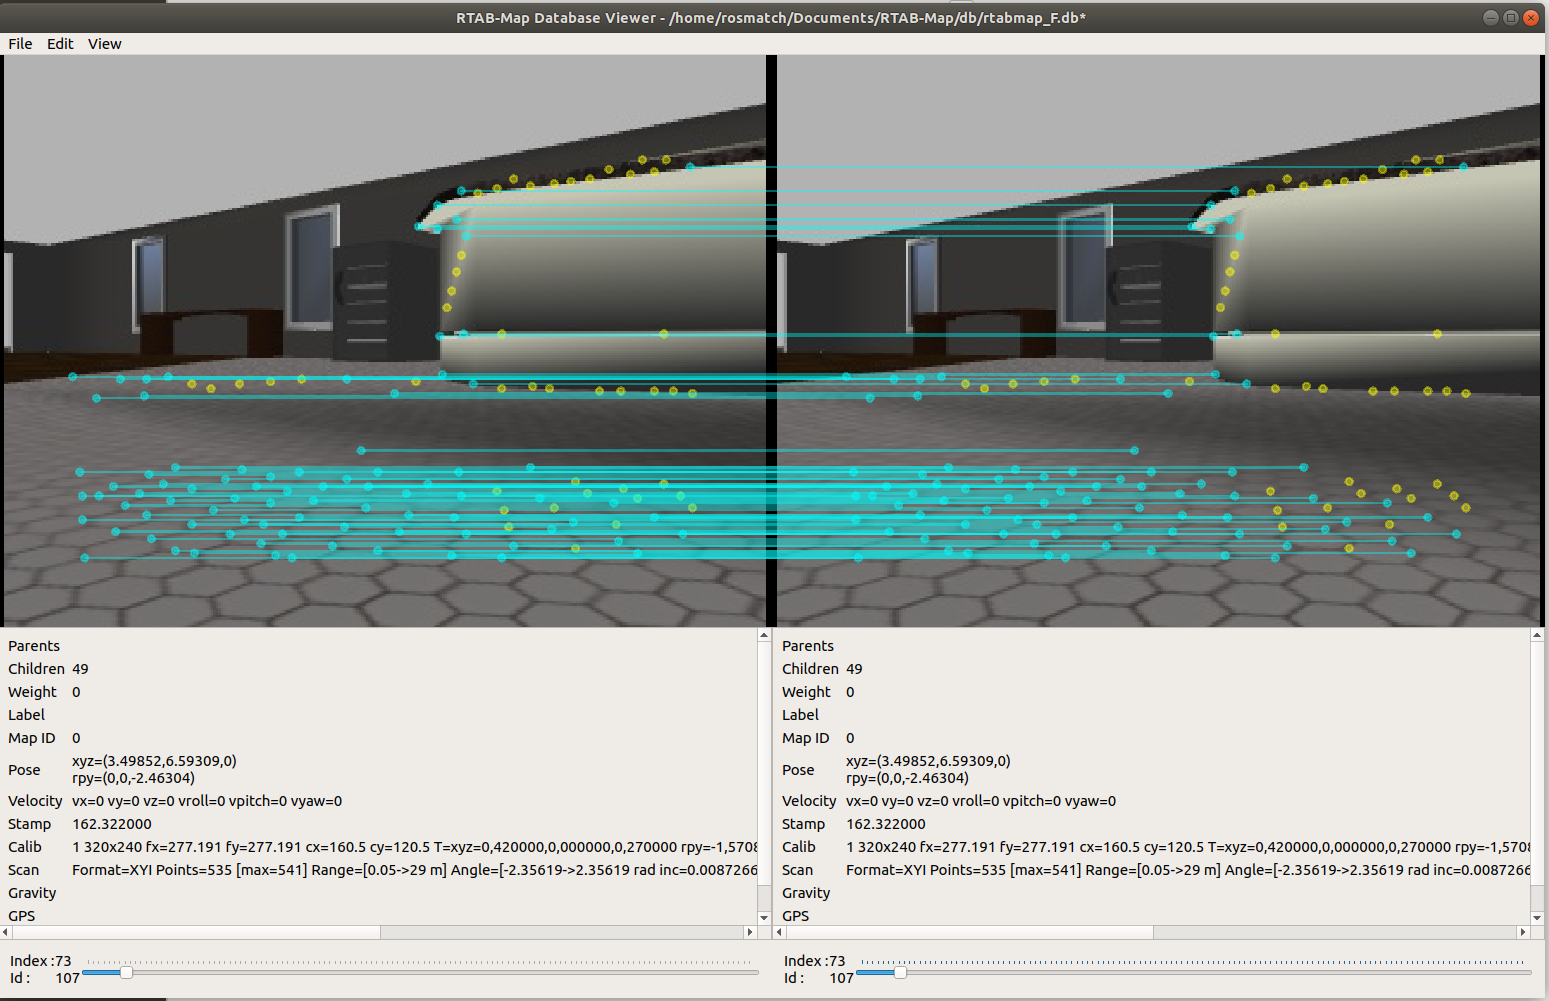 RTAB-Map Database Viewer - /home/rosmatch/Documents/RTAB-Map/db/rtabmap_F.db*
File Edit View
Parents
Children 49
Weight 0
Label
Map ID 0
Pose xyz=(3.49852,6.59309,0)
rpy=(0,0,-2.46304)
Velocity vx=0 vy=0 vz=0 vroll=0 vpitch=0 vyaw=0
Stamp 162.322000
Calib 1 320x240 fx=277.191 fy=277.191 cx=160.5 cy=120.5 T=xyz=0,420000,0,000000,0,270000 rpy=-1,5708
Scan Format=XYI Points=535 [max=541] Range=[0.05->29 m] Angle=[-2.35619->2.35619 rad inc=0.0087266
Gravity
GPS
Index :73
Id : 107
Parents
Children 49
Weight 0
Label
Map ID 0
Pose xyz=(3.49852,6.59309,0)
rpy=(0,0,-2.46304)
Velocity vx=0 vy=0 vz=0 vroll=0 vpitch=0 vyaw=0
Stamp 162.322000
Calib 1 320x240 fx=277.191 fy=277.191 cx=160.5 cy=120.5 T=xyz=0,420000,0,000000,0,270000 rpy=-1,570
Scan Format=XYI Points=535 [max=541] Range=[0.05->29 m] Angle=[-2.35619->2.35619 rad inc=0.0087266
Gravity
GPS
Index :73
Id : 107